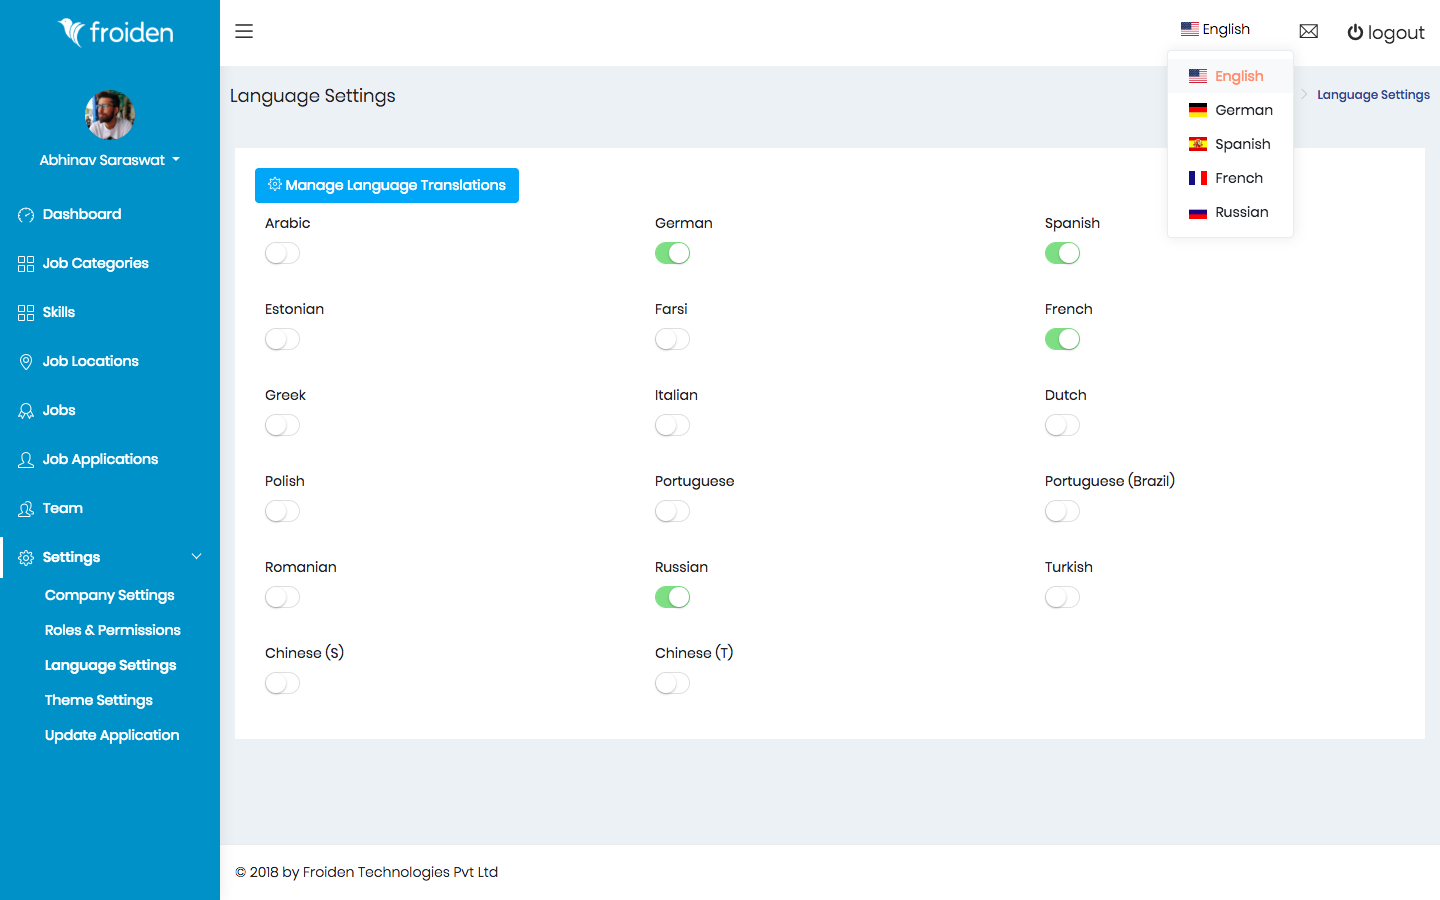 froiden
Abhinav Saraswat
Dashboard
Job Categories
Skills
Job Locations
Jobs
Job Applications
Team
Settings
Company Settings
Roles & Permissions
Language Settings
Theme Settings
Update Application
English
logout
English
German
Spanish
French
Russian
Language Settings
Language Settings
Manage Language Translations
Arabic
German
Spanish
Estonian
Farsi
French
Greek
Italian
Dutch
Polish
Portuguese
Portuguese (Brazil)
Romanian
Russian
Turkish
Chinese (S)
Chinese (T)
© 2018 by Froiden Technologies Pvt Ltd